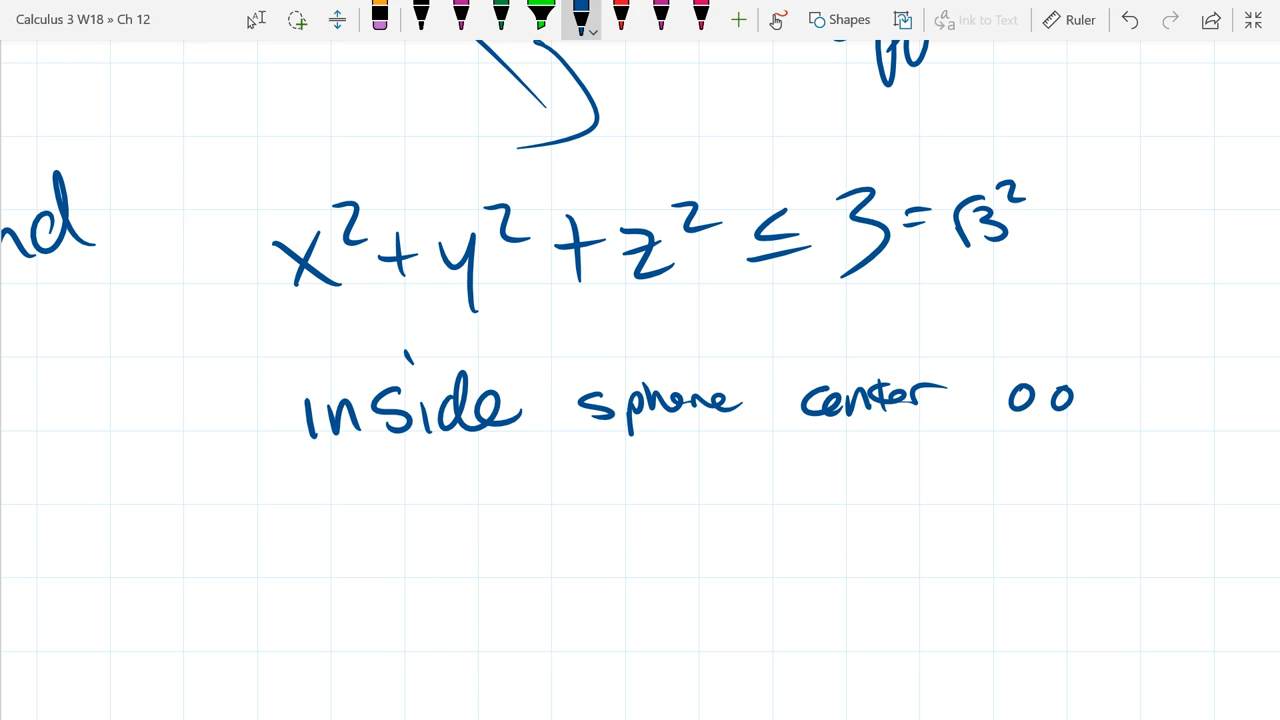 Calculus 3 W18 » Ch 12
Shapes
Ink to Text
Ruler
nd
x² + y² + z² ≤ 3 = √3²
inside sphere center 0 0